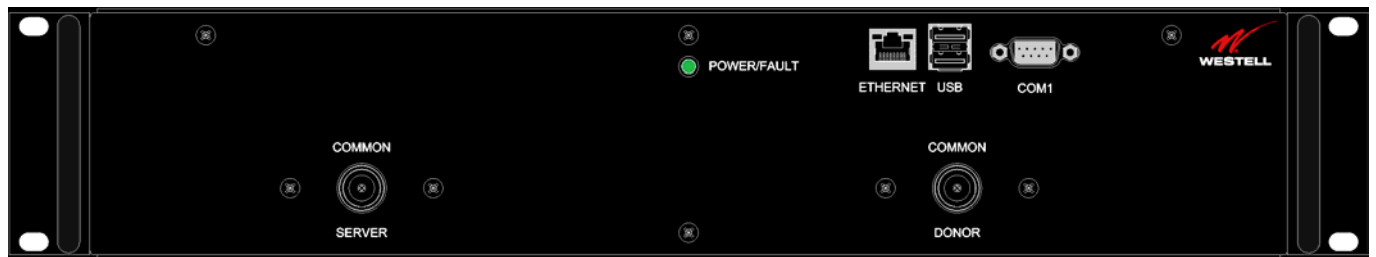 POWER/FAULT
WESTELL
ETHERNET USB COM1
COMMON COMMON
SERVER DONOR